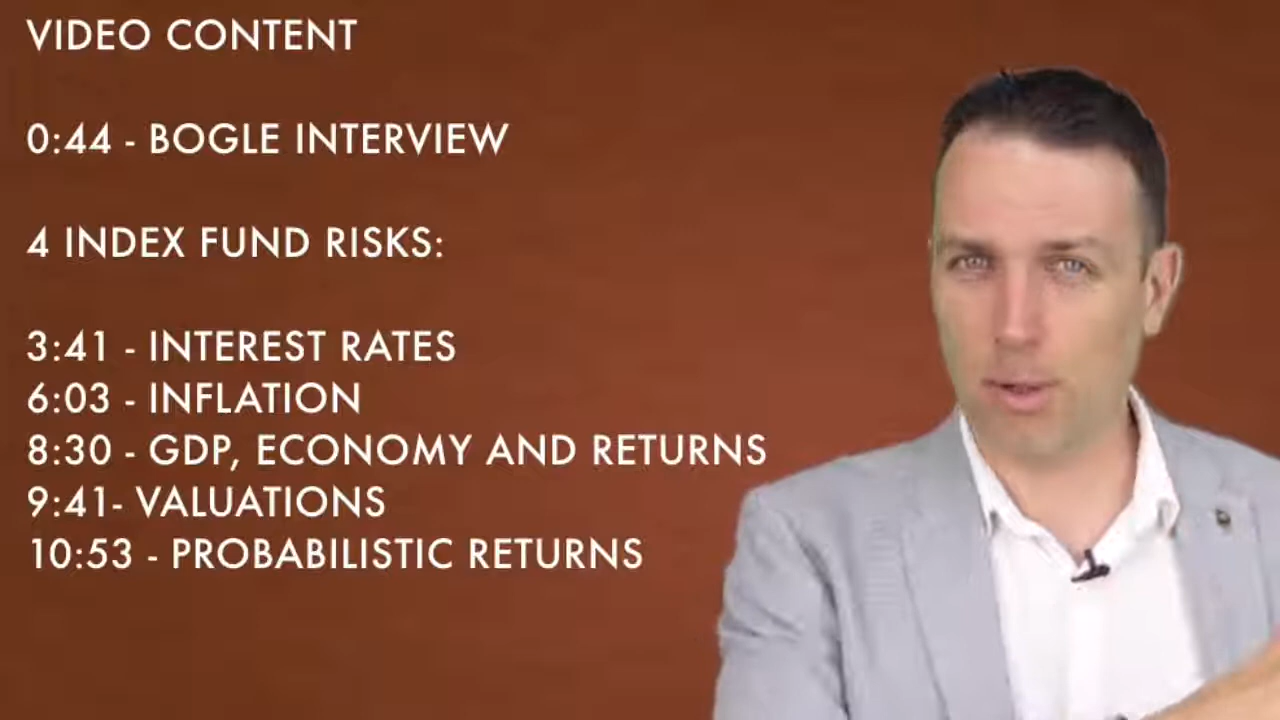 VIDEO CONTENT
0:44 - BOGLE INTERVIEW
4 INDEX FUND RISKS:
3:41 - INTEREST RATES
6:03 - INFLATION
8:30 - GDP, ECONOMY AND RETURNS
9:41- VALUATIONS
10:53 - PROBABILISTIC RETURNS